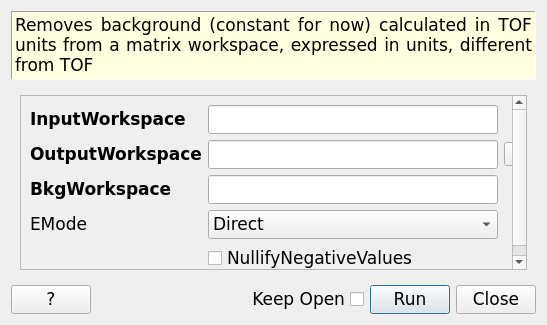 Removes background (constant for now) calculated in TOF
units from a matrix workspace, expressed in units, different
from TOF
InputWorkspace
OutputWorkspace
BkgWorkspace
EMode Direct
NullifyNegativeValues
? Keep Open Run Close